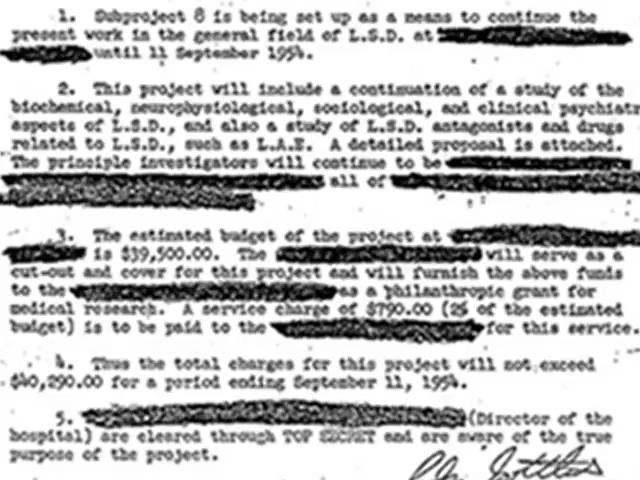 1. Subproject 8 is being set up as a means to continue the
present work in the general field of L.S.D. at
until 11 September 1954.
2. This project will include a continuation of a study of the
biochemical, neurophysiological, sociological, and clinical psychiatr
aspects of L.S.D., and also a study of L.S.D. antagonists and drugs
related to L.S.D., such as L.A.E. A detailed proposal is attached.
The principle investigators will continue to be
all of
3. The estimated budget of the project at
is $39,500.00. The will serve as a
cut-out and cover for this project and will furnish the above funds
to the as a philanthropic grant for
medical research. A service charge of $790.00 (2% of the estimated
budget) is to be paid to the for this service.
4. Thus the total charges for this project will not exceed
$40,290.00 for a period ending September 11, 1954.
5. (Director of the
hospital) are cleared through TOP SECRET and are aware of the true
purpose of the project.